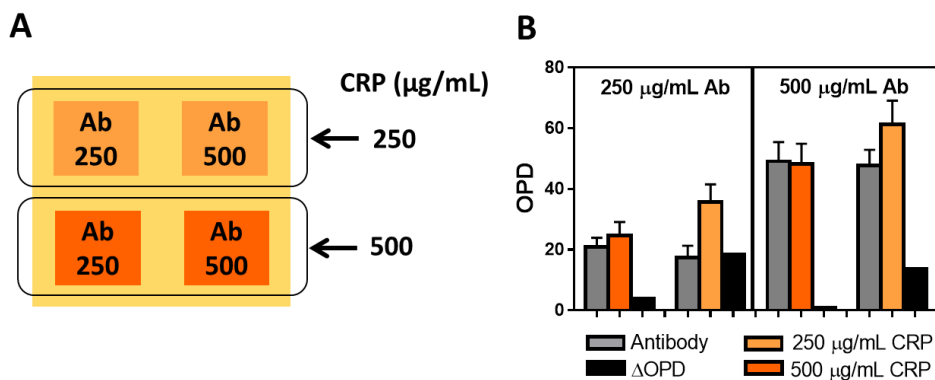 A
CRP (µg/mL)
Ab
250
Ab
500
250
Ab
250
Ab
500
500
B
80
60
40
20
0
OPD
250 µg/mL Ab
500 µg/mL Ab
Antibody
250 µg/mL CRP
ΔOPD
500 µg/mL CRP